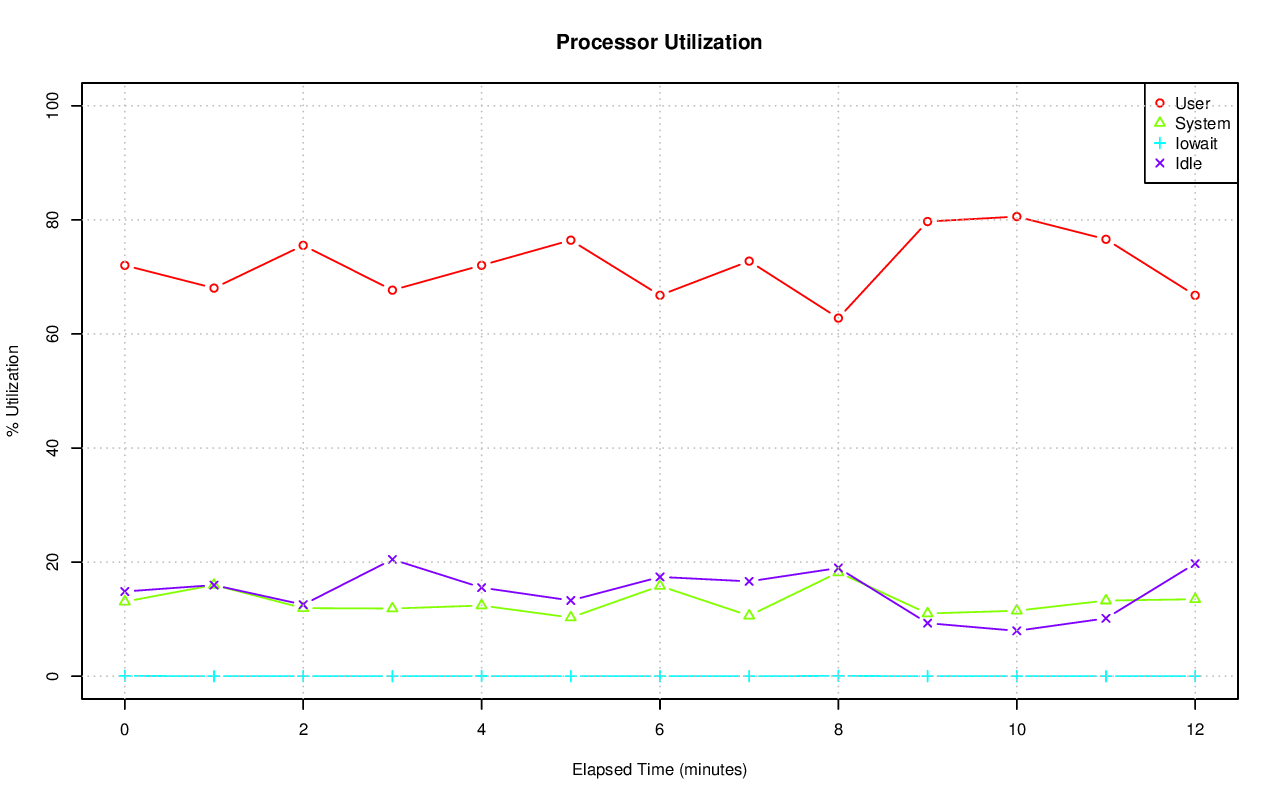 Processor Utilization
100
80
60
40
20
0
% Utilization
User
System
Iowait
Idle
0 2 4 6 8 10 12
Elapsed Time (minutes)